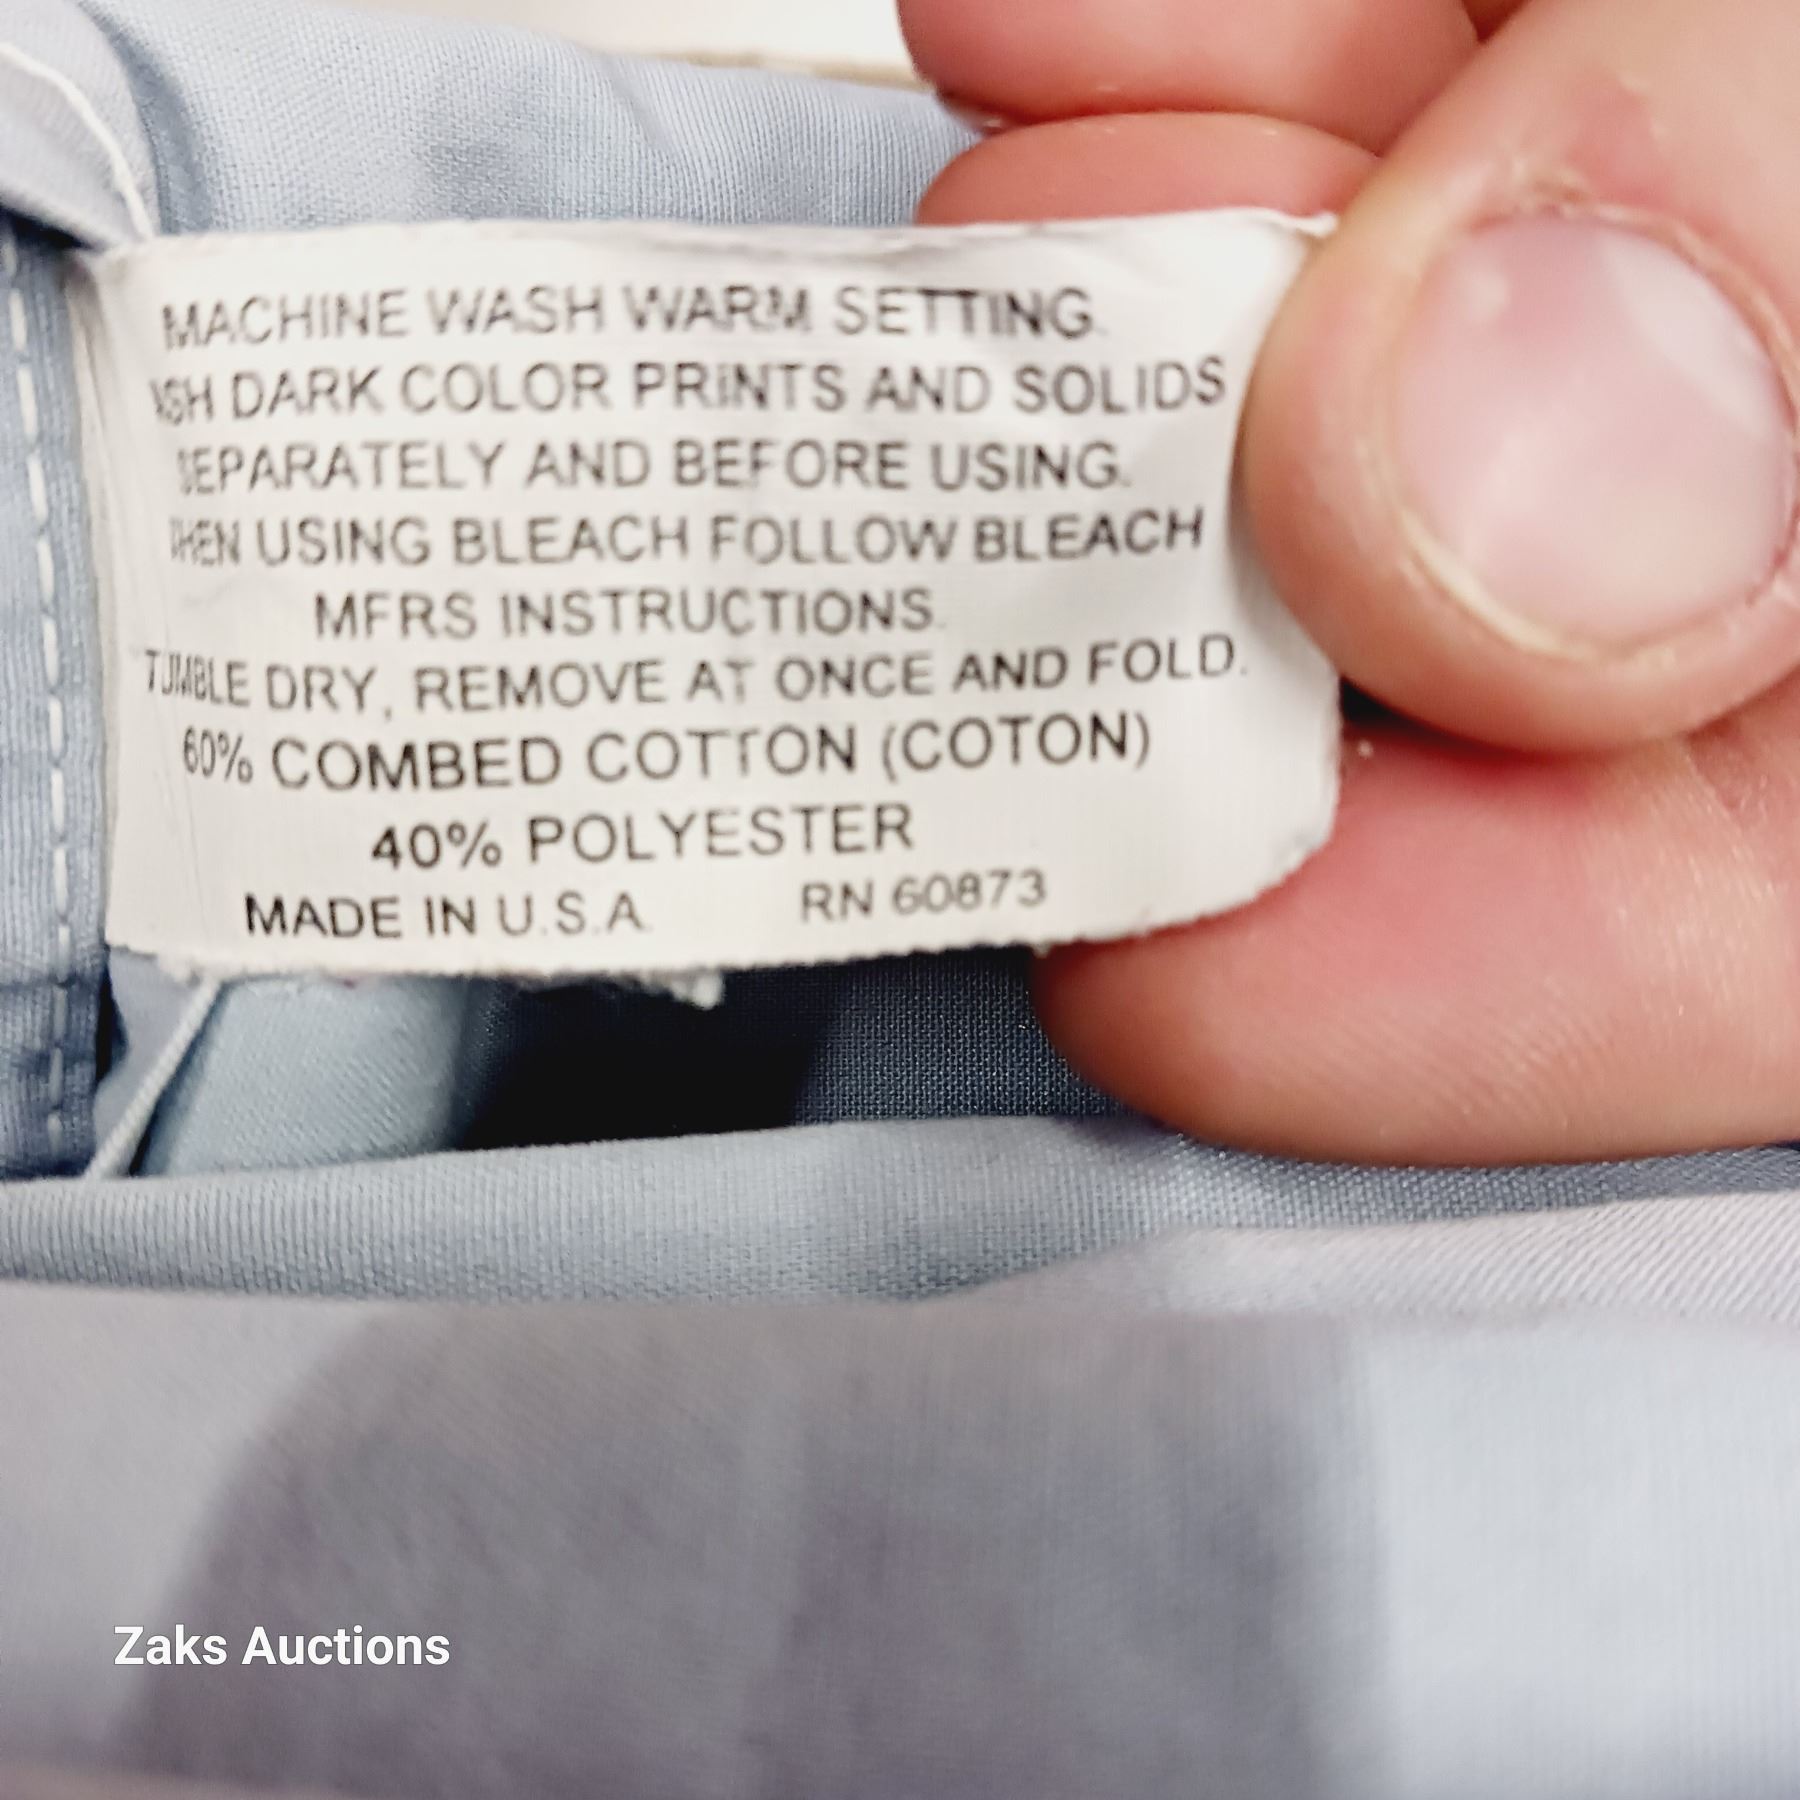 MACHINE WASH WARM SETTING.
ASH DARK COLOR PRINTS AND SOLIDS
SEPARATELY AND BEFORE USING.
WHEN USING BLEACH FOLLOW BLEACH
MFRS INSTRUCTIONS.
TUMBLE DRY, REMOVE AT ONCE AND FOLD.
60% COMBED COTTON (COTON)
40% POLYESTER
MADE IN U.S.A. RN 60873
Zaks Auctions